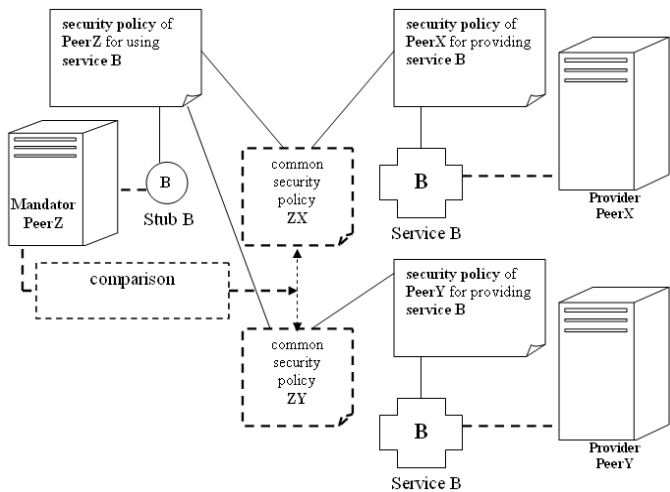 security policy of
PeerZ for using
service B
security policy of
PeerX for providing
service B
B
Stub B
Mandator
PeerZ
common
security
policy
ZX
B
Service B
Provider
PeerX
comparison
security policy of
PeerY for providing
service B
common
security
policy
ZY
B
Service B
Provider
PeerY